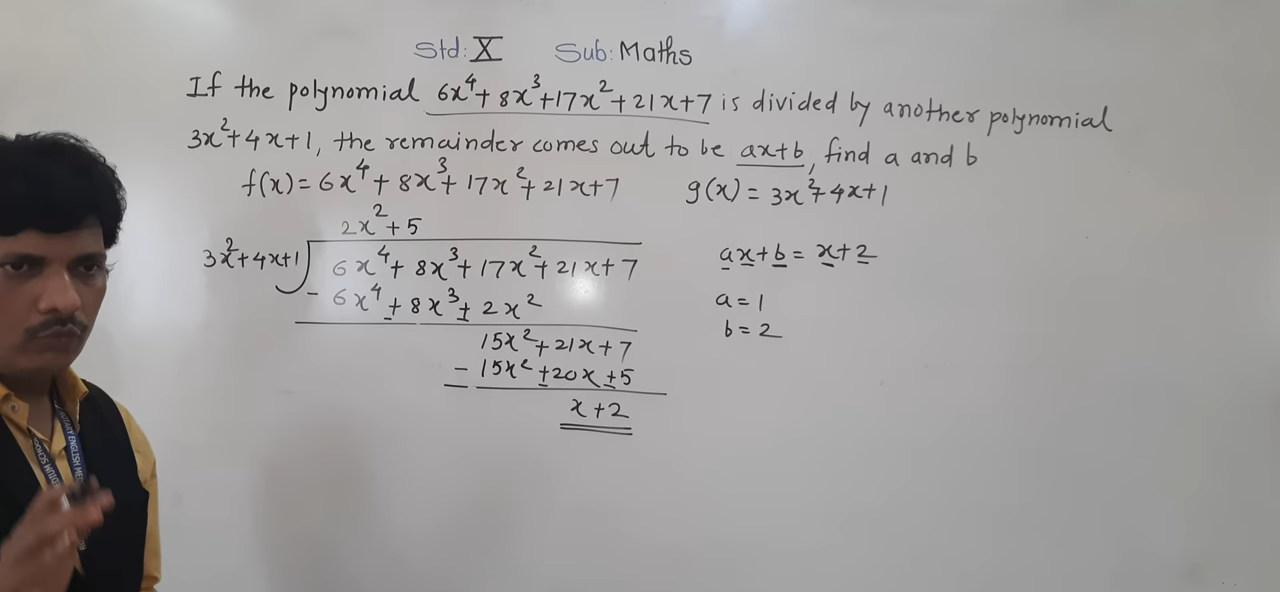 Std: X Sub: Maths
If the polynomial 6x⁴ + 8x³ + 17x² + 21x + 7 is divided by another polynomial
3x² + 4x + 1, the remainder comes out to be ax+b, find a and b
f(x) = 6x⁴ + 8x³ + 17x² + 21x + 7 g(x) = 3x² + 4x + 1
2x² + 5
3x² + 4x + 1 ) 6x⁴ + 8x³ + 17x² + 21x + 7
- 6x⁴ ± 8x³ ± 2x²
15x² + 21x + 7
- 15x² ± 20x ± 5
x + 2
ax + b = x + 2
a = 1
b = 2
ROTARY ENGLISH ME